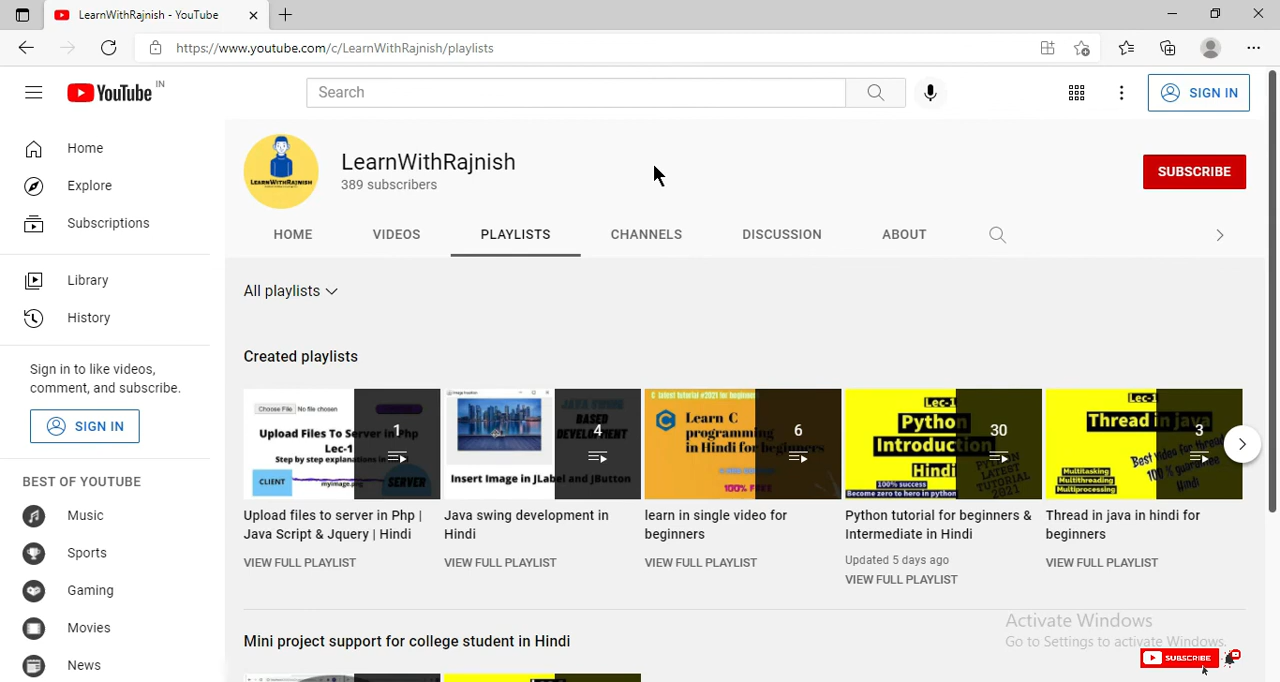 LearnWithRajnish - YouTube
https://www.youtube.com/c/LearnWithRajnish/playlists
YouTube IN
Search
SIGN IN
Home
Explore
Subscriptions
Library
History
Sign in to like videos,
comment, and subscribe.
SIGN IN
BEST OF YOUTUBE
Music
Sports
Gaming
Movies
News
LEARNWITHRAJNISH
LearnWithRajnish
389 subscribers
SUBSCRIBE
HOME
VIDEOS
PLAYLISTS
CHANNELS
DISCUSSION
ABOUT
All playlists
Created playlists
Choose File No file chosen
Upload Files To Server in Php
Lec-1
Step by step explanations in
myimage.png
CLIENT
SERVER
1
Upload files to server in Php |
Java Script & Jquery | Hindi
VIEW FULL PLAYLIST
JAVA SWING
BASED
DEVELOPMENT
Insert Image in JLabel and JButton
4
Java swing development in
Hindi
VIEW FULL PLAYLIST
C latest tutorial #2021 for beginners
Learn C
programming
in Hindi for beginners
100% FREE
6
learn in single video for
beginners
VIEW FULL PLAYLIST
Lec-1
Python
Introduction
Hindi
100% success
Become zero to hero in python
PYTHON
LATEST
TUTORIAL
2021
30
Python tutorial for beginners &
Intermediate in Hindi
Updated 5 days ago
VIEW FULL PLAYLIST
Lec-1
Thread in java
Best video for thread
100 % guarantee
Hindi
Multitasking
Multithreading
Multiprocessing
3
Thread in java in hindi for
beginners
VIEW FULL PLAYLIST
Mini project support for college student in Hindi
Activate Windows
Go to Settings to activate Windows.
SUBSCRIBE